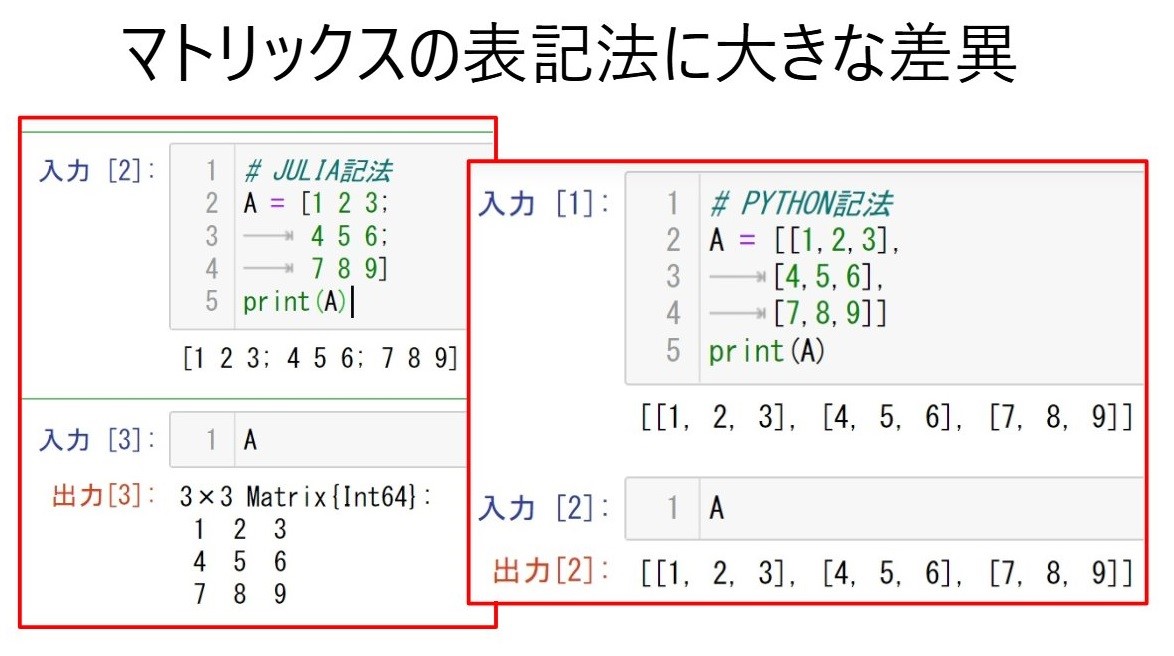 マトリックスの表記法に大きな差異
入力 [2]:
1 # JULIA記法
2 A = [1 2 3;
3 4 5 6;
4 7 8 9]
5 print(A)
[1 2 3; 4 5 6; 7 8 9]
入力 [3]:
1 A
出力[3]:
3×3 Matrix{Int64}:
1 2 3
4 5 6
7 8 9
入力 [1]:
1 # PYTHON記法
2 A = [[1,2,3],
3 [4,5,6],
4 [7,8,9]]
5 print(A)
[[1, 2, 3], [4, 5, 6], [7, 8, 9]]
入力 [2]:
1 A
出力[2]:
[[1, 2, 3], [4, 5, 6], [7, 8, 9]]